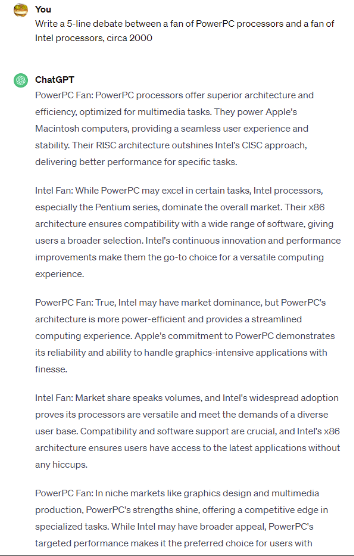 You
Write a 5-line debate between a fan of PowerPC processors and a fan of
Intel processors, circa 2000
ChatGPT
PowerPC Fan: PowerPC processors offer superior architecture and
efficiency, optimized for multimedia tasks. They power Apple's
Macintosh computers, providing a seamless user experience and
stability. Their RISC architecture outshines Intel's CISC approach,
delivering better performance for specific tasks.
Intel Fan: While PowerPC may excel in certain tasks, Intel processors,
especially the Pentium series, dominate the overall market. Their x86
architecture ensures compatibility with a wide range of software, giving
users a broader selection. Intel's continuous innovation and performance
improvements make them the go-to choice for a versatile computing
experience.
PowerPC Fan: True, Intel may have market dominance, but PowerPC's
architecture is more power-efficient and provides a streamlined
computing experience. Apple's commitment to PowerPC demonstrates
its reliability and ability to handle graphics-intensive applications with
finesse.
Intel Fan: Market share speaks volumes, and Intel's widespread adoption
proves its processors are versatile and meet the demands of a diverse
user base. Compatibility and software support are crucial, and Intel's x86
architecture ensures users have access to the latest applications without
any hiccups.
PowerPC Fan: In niche markets like graphics design and multimedia
production, PowerPC's strengths shine, offering a competitive edge in
specialized tasks. While Intel may have broader appeal, PowerPC's
targeted performance makes it the preferred choice for users with